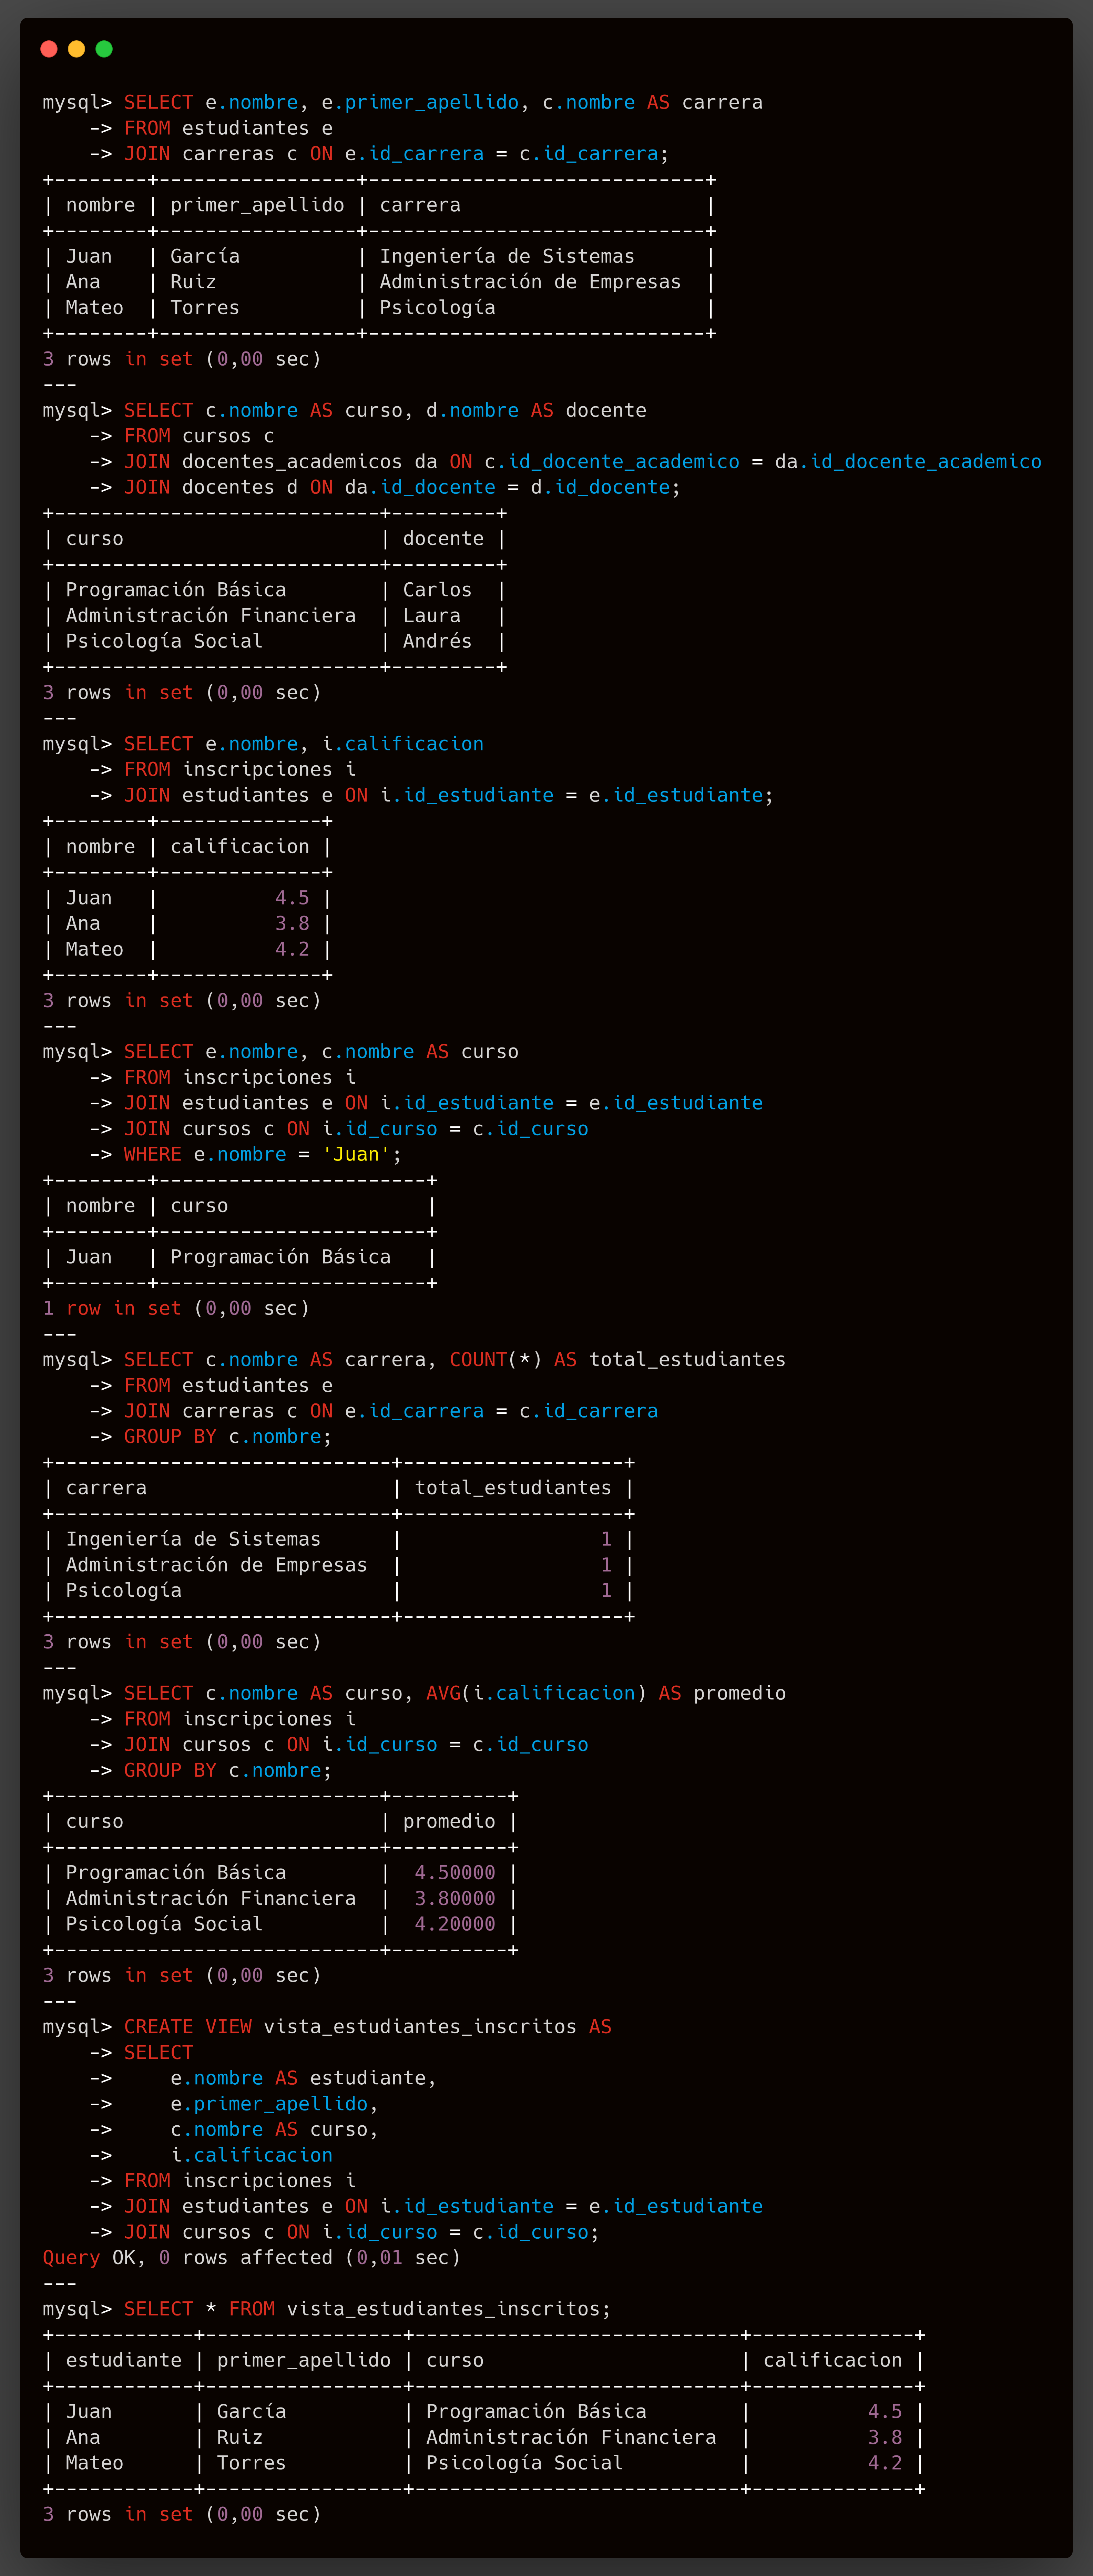 mysql> SELECT e.nombre, e.primer_apellido, c.nombre AS carrera
    -> FROM estudiantes e
    -> JOIN carreras c ON e.id_carrera = c.id_carrera;
+--------+-----------------+-----------------------------+
| nombre | primer_apellido | carrera                     |
+--------+-----------------+-----------------------------+
| Juan   | García          | Ingeniería de Sistemas      |
| Ana    | Ruiz            | Administración de Empresas  |
| Mateo  | Torres          | Psicología                  |
+--------+-----------------+-----------------------------+
3 rows in set (0,00 sec)
---
mysql> SELECT c.nombre AS curso, d.nombre AS docente
    -> FROM cursos c
    -> JOIN docentes_academicos da ON c.id_docente_academico = da.id_docente_academico
    -> JOIN docentes d ON da.id_docente = d.id_docente;
+----------------------------+---------+
| curso                      | docente |
+----------------------------+---------+
| Programación Básica        | Carlos  |
| Administración Financiera  | Laura   |
| Psicología Social          | Andrés  |
+----------------------------+---------+
3 rows in set (0,00 sec)
---
mysql> SELECT e.nombre, i.calificacion
    -> FROM inscripciones i
    -> JOIN estudiantes e ON i.id_estudiante = e.id_estudiante;
+--------+--------------+
| nombre | calificacion |
+--------+--------------+
| Juan   |          4.5 |
| Ana    |          3.8 |
| Mateo  |          4.2 |
+--------+--------------+
3 rows in set (0,00 sec)
---
mysql> SELECT e.nombre, c.nombre AS curso
    -> FROM inscripciones i
    -> JOIN estudiantes e ON i.id_estudiante = e.id_estudiante
    -> JOIN cursos c ON i.id_curso = c.id_curso
    -> WHERE e.nombre = 'Juan';
+--------+-----------------------+
| nombre | curso                 |
+--------+-----------------------+
| Juan   | Programación Básica   |
+--------+-----------------------+
1 row in set (0,00 sec)
---
mysql> SELECT c.nombre AS carrera, COUNT(*) AS total_estudiantes
    -> FROM estudiantes e
    -> JOIN carreras c ON e.id_carrera = c.id_carrera
    -> GROUP BY c.nombre;
+-----------------------------+-------------------+
| carrera                     | total_estudiantes |
+-----------------------------+-------------------+
| Ingeniería de Sistemas      |                 1 |
| Administración de Empresas  |                 1 |
| Psicología                  |                 1 |
+-----------------------------+-------------------+
3 rows in set (0,00 sec)
---
mysql> SELECT c.nombre AS curso, AVG(i.calificacion) AS promedio
    -> FROM inscripciones i
    -> JOIN cursos c ON i.id_curso = c.id_curso
    -> GROUP BY c.nombre;
+----------------------------+----------+
| curso                      | promedio |
+----------------------------+----------+
| Programación Básica        |  4.50000 |
| Administración Financiera  |  3.80000 |
| Psicología Social          |  4.20000 |
+----------------------------+----------+
3 rows in set (0,00 sec)
---
mysql> CREATE VIEW vista_estudiantes_inscritos AS
    -> SELECT
    ->     e.nombre AS estudiante,
    ->     e.primer_apellido,
    ->     c.nombre AS curso,
    ->     i.calificacion
    -> FROM inscripciones i
    -> JOIN estudiantes e ON i.id_estudiante = e.id_estudiante
    -> JOIN cursos c ON i.id_curso = c.id_curso;
Query OK, 0 rows affected (0,01 sec)
---
mysql> SELECT * FROM vista_estudiantes_inscritos;
+------------+-----------------+----------------------------+--------------+
| estudiante | primer_apellido | curso                      | calificacion |
+------------+-----------------+----------------------------+--------------+
| Juan       | García          | Programación Básica        |          4.5 |
| Ana        | Ruiz            | Administración Financiera  |          3.8 |
| Mateo      | Torres          | Psicología Social          |          4.2 |
+------------+-----------------+----------------------------+--------------+
3 rows in set (0,00 sec)